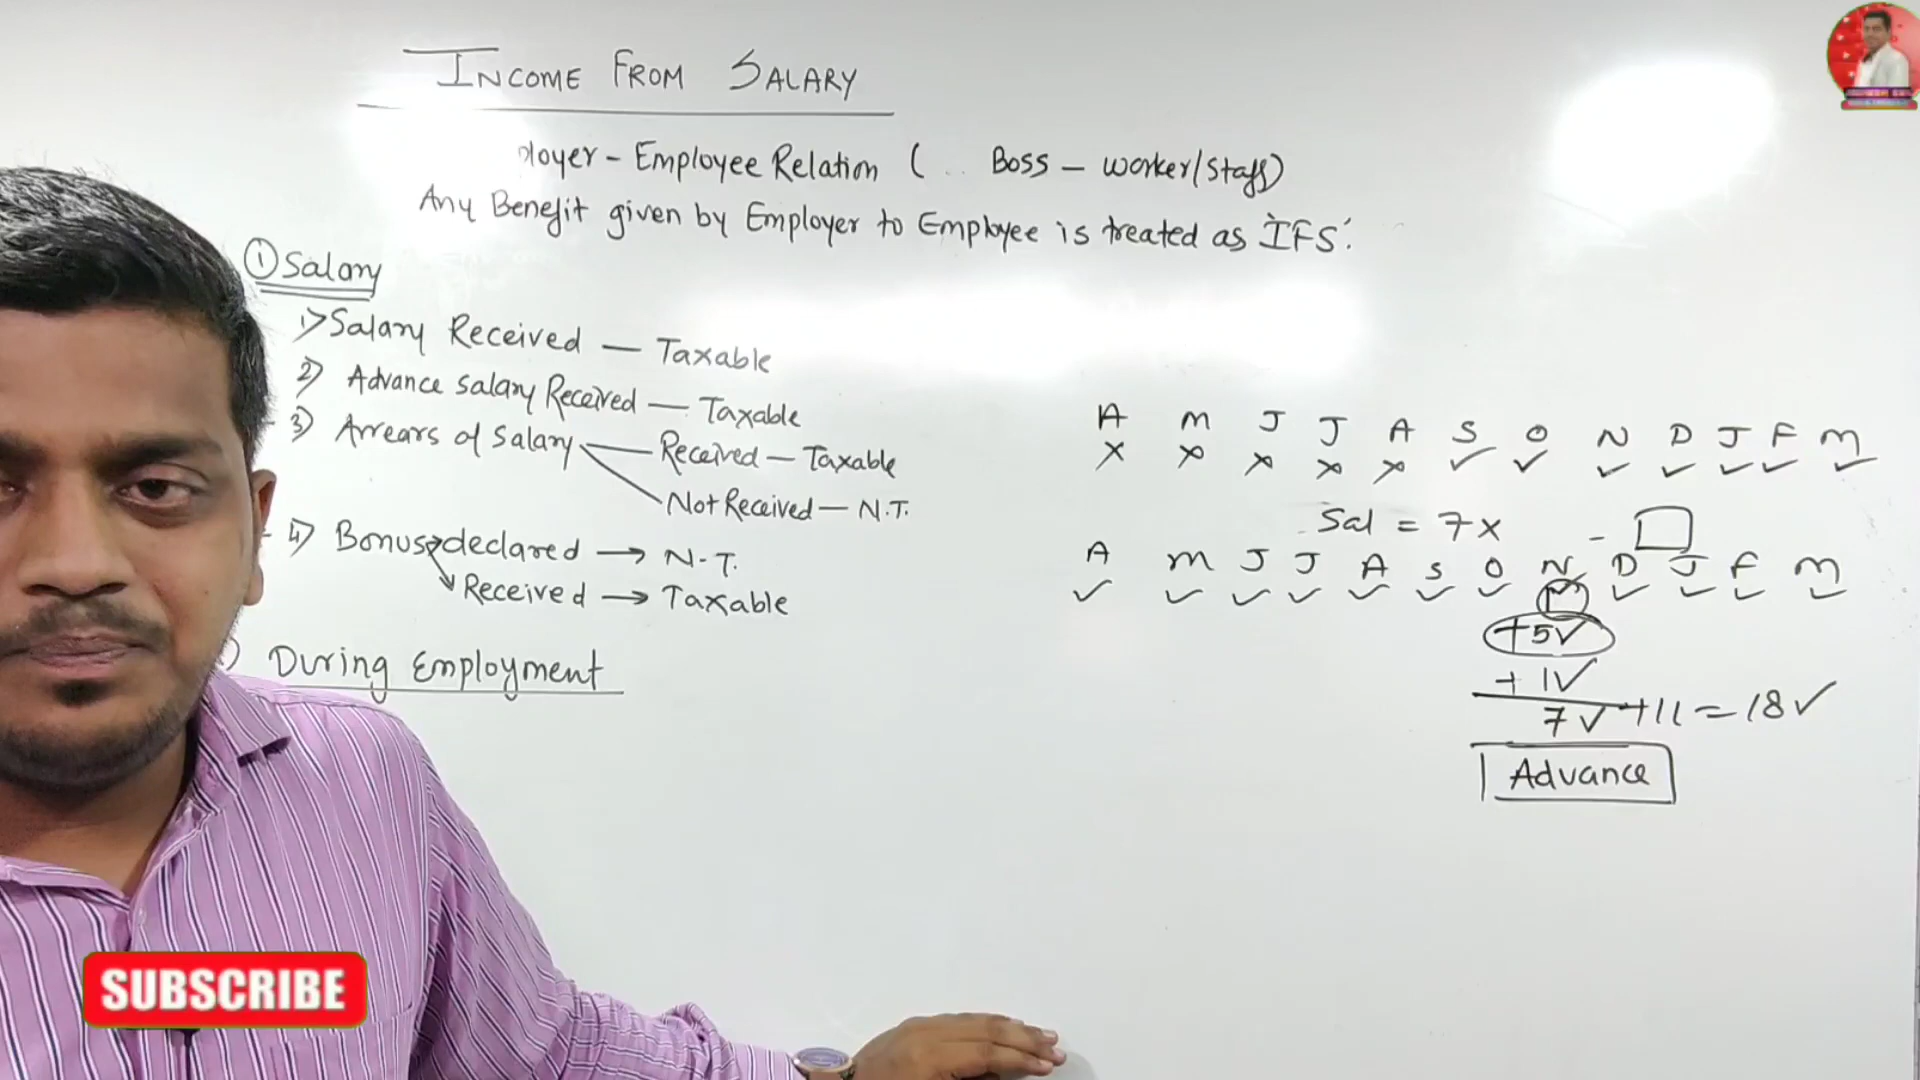 INCOME FROM SALARY
ployer - Employee Relation ( .. Boss - worker/staff)
Any Benefit given by Employer to Employee is treated as IFS.
① Salary
1) Salary Received — Taxable
2) Advance salary Received — Taxable
3) Arrears of Salary Received — Taxable
Not Received — N.T.
4) Bonus declared → N.T.
Received → Taxable
) During Employment
A M J J A S O N D J F M
× × × × × ✓ ✓ ✓ ✓ ✓ ✓ ✓
Sal = 7x -
A M J J A S O N D J F M
✓ ✓ ✓ ✓ ✓ ✓ ✓ ✓ ✓ ✓ ✓
+5✓
+1✓
7✓ +11 = 18✓
Advance
SUBSCRIBE